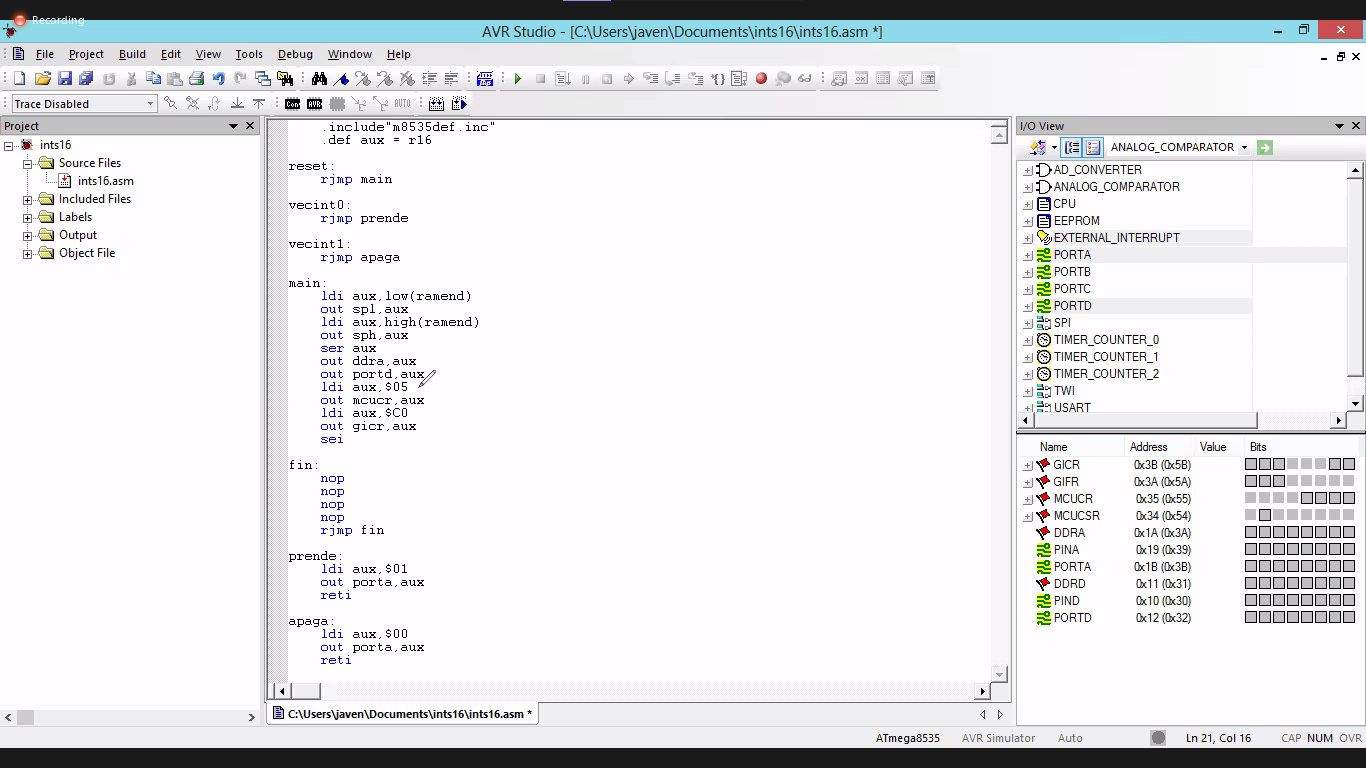 Recording
AVR Studio - [C:\Users\javen\Documents\ints16\ints16.asm *]
File Project Build Edit View Tools Debug Window Help
Trace Disabled
Con AVR AUTO
Project
ints16
Source Files
ints16.asm
Included Files
Labels
Output
Object File
.include"m8535def.inc"
.def aux = r16
reset:
rjmp main
vecint0:
rjmp prende
vecint1:
rjmp apaga
main:
ldi aux,low(ramend)
out spl,aux
ldi aux,high(ramend)
out sph,aux
ser aux
out ddra,aux
out portd,aux
ldi aux,$05
out mcucr,aux
ldi aux,$C0
out gicr,aux
sei
fin:
nop
nop
nop
nop
rjmp fin
prende:
ldi aux,$01
out porta,aux
reti
apaga:
ldi aux,$00
out porta,aux
reti
C:\Users\javen\Documents\ints16\ints16.asm *
I/O View
ANALOG_COMPARATOR
AD_CONVERTER
ANALOG_COMPARATOR
CPU
EEPROM
EXTERNAL_INTERRUPT
PORTA
PORTB
PORTC
PORTD
SPI
TIMER_COUNTER_0
TIMER_COUNTER_1
TIMER_COUNTER_2
TWI
USART
Name Address Value Bits
GICR 0x3B (0x5B)
GIFR 0x3A (0x5A)
MCUCR 0x35 (0x55)
MCUCSR 0x34 (0x54)
DDRA 0x1A (0x3A)
PINA 0x19 (0x39)
PORTA 0x1B (0x3B)
DDRD 0x11 (0x31)
PIND 0x10 (0x30)
PORTD 0x12 (0x32)
ATmega8535 AVR Simulator Auto Ln 21, Col 16 CAP NUM OVR